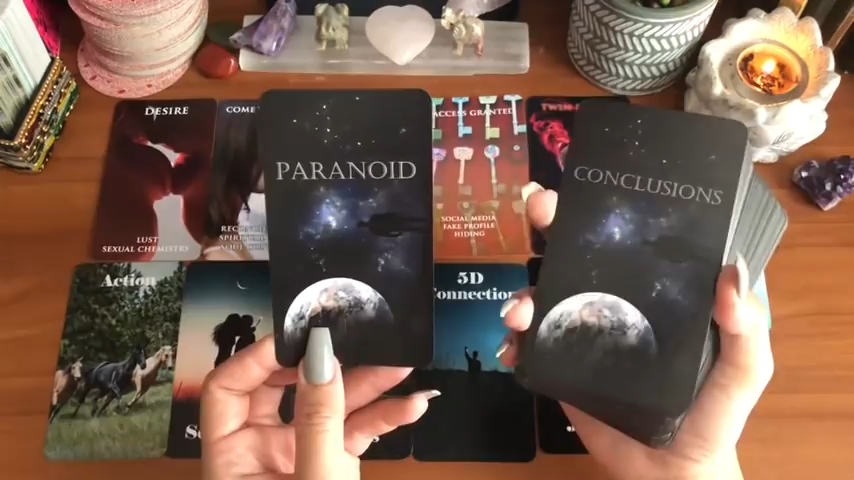 DESIRE
LUST
SEXUAL CHEMISTRY
PARANOID
ACCESS GRANTED
SOCIAL MEDIA
FAKE PROFILE
HIDING
CONCLUSIONS
Action
5D
Connection